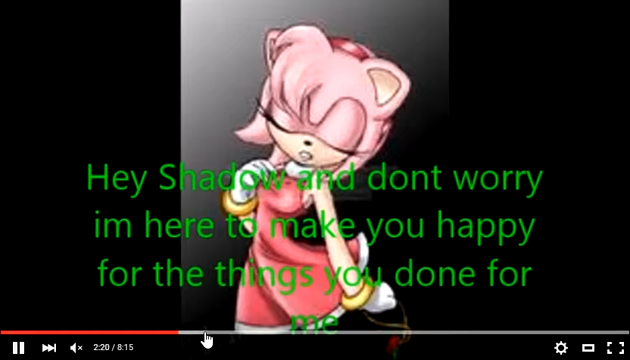 Hey Shadow and dont worry
im here to make you happy
for the things you done for
me
2:20 / 8:15